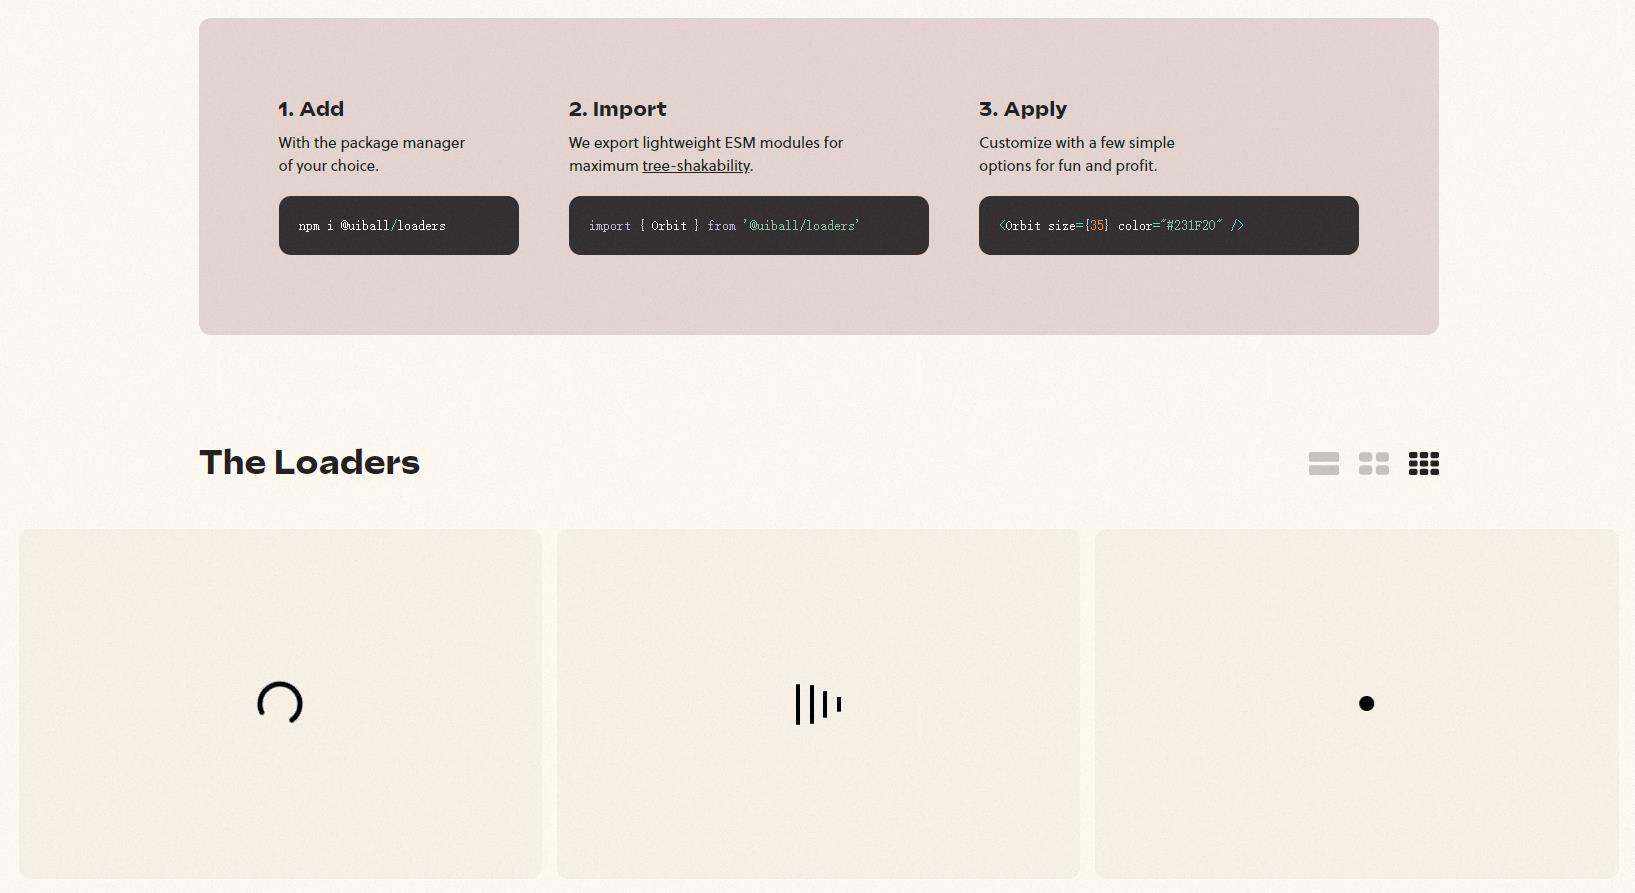 1. Add
With the package manager
of your choice.
npm i @uiball/loaders
2. Import
We export lightweight ESM modules for
maximum tree-shakability.
import { Orbit } from '@uiball/loaders'
3. Apply
Customize with a few simple
options for fun and profit.
<Orbit size={35} color="#231F20" />
The Loaders